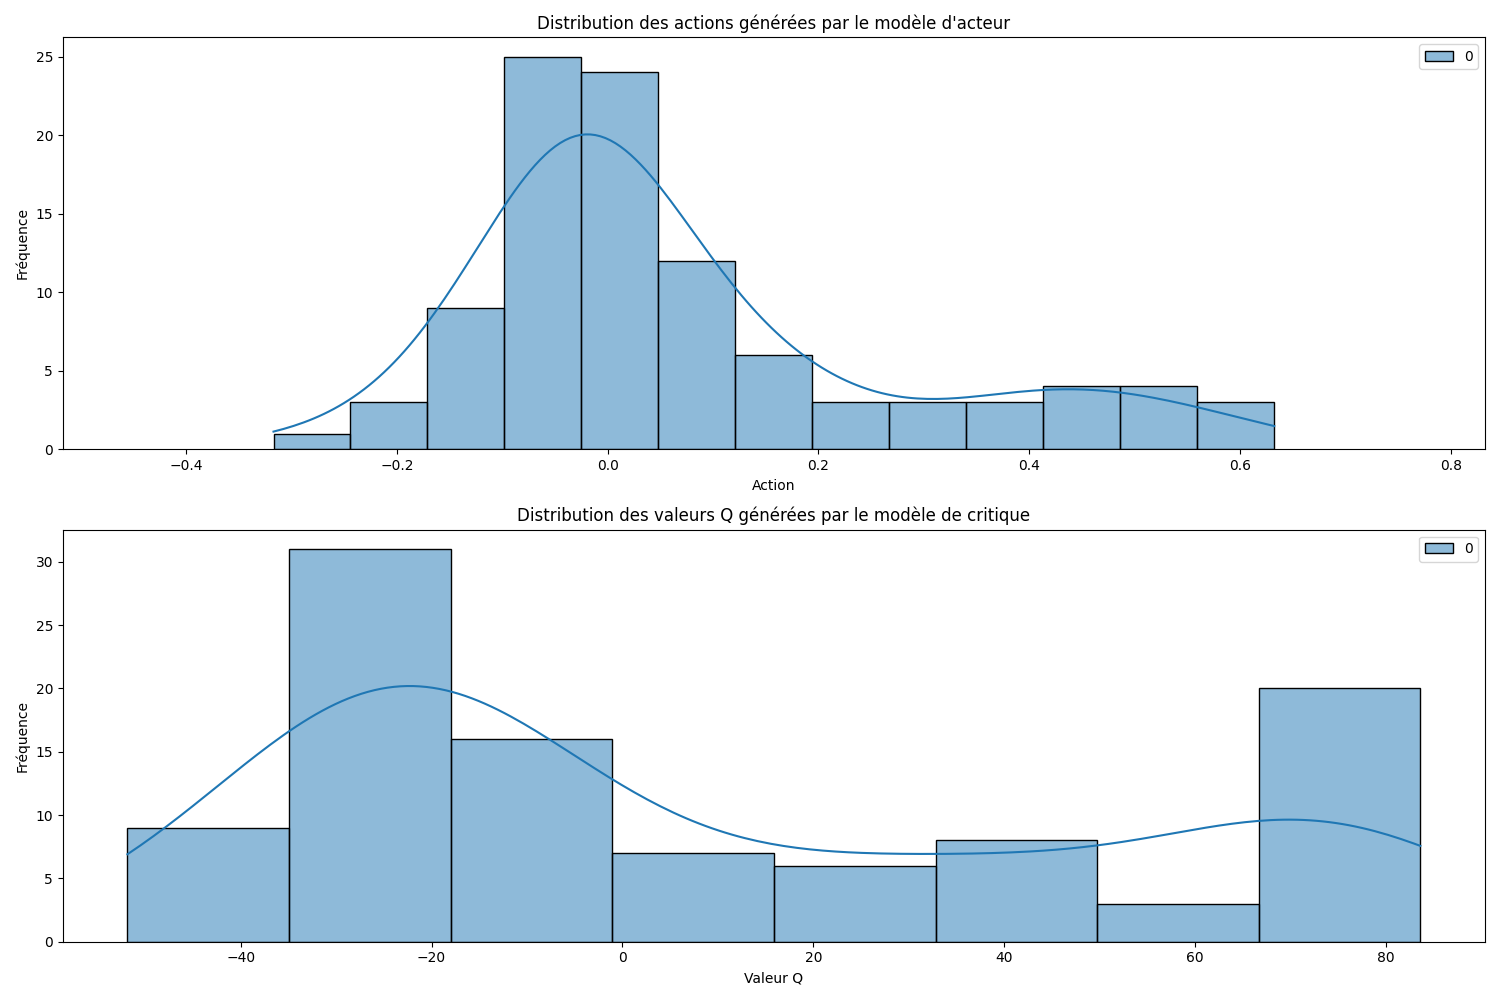 Distribution des actions générées par le modèle d'acteur
0
25
20
15
10
5
0
Fréquence
−0.4 −0.2 0.0 0.2 0.4 0.6 0.8
Action
Distribution des valeurs Q générées par le modèle de critique
0
30
25
20
15
10
5
0
Fréquence
−40 −20 0 20 40 60 80
Valeur Q